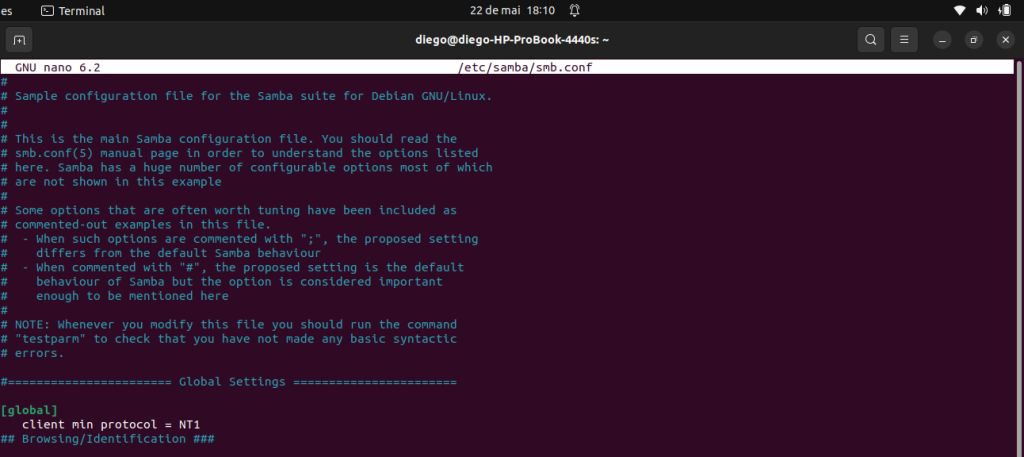 es Terminal 22 de mai 18:10
diego@diego-HP-ProBook-4440s: ~
GNU nano 6.2 /etc/samba/smb.conf
#
# Sample configuration file for the Samba suite for Debian GNU/Linux.
#
#
# This is the main Samba configuration file. You should read the
# smb.conf(5) manual page in order to understand the options listed
# here. Samba has a huge number of configurable options most of which
# are not shown in this example
#
# Some options that are often worth tuning have been included as
# commented-out examples in this file.
#  - When such options are commented with ";", the proposed setting
#    differs from the default Samba behaviour
#  - When commented with "#", the proposed setting is the default
#    behaviour of Samba but the option is considered important
#    enough to be mentioned here
#
# NOTE: Whenever you modify this file you should run the command
# "testparm" to check that you have not made any basic syntactic
# errors.
#======================= Global Settings =======================
[global]
   client min protocol = NT1
## Browsing/Identification ###